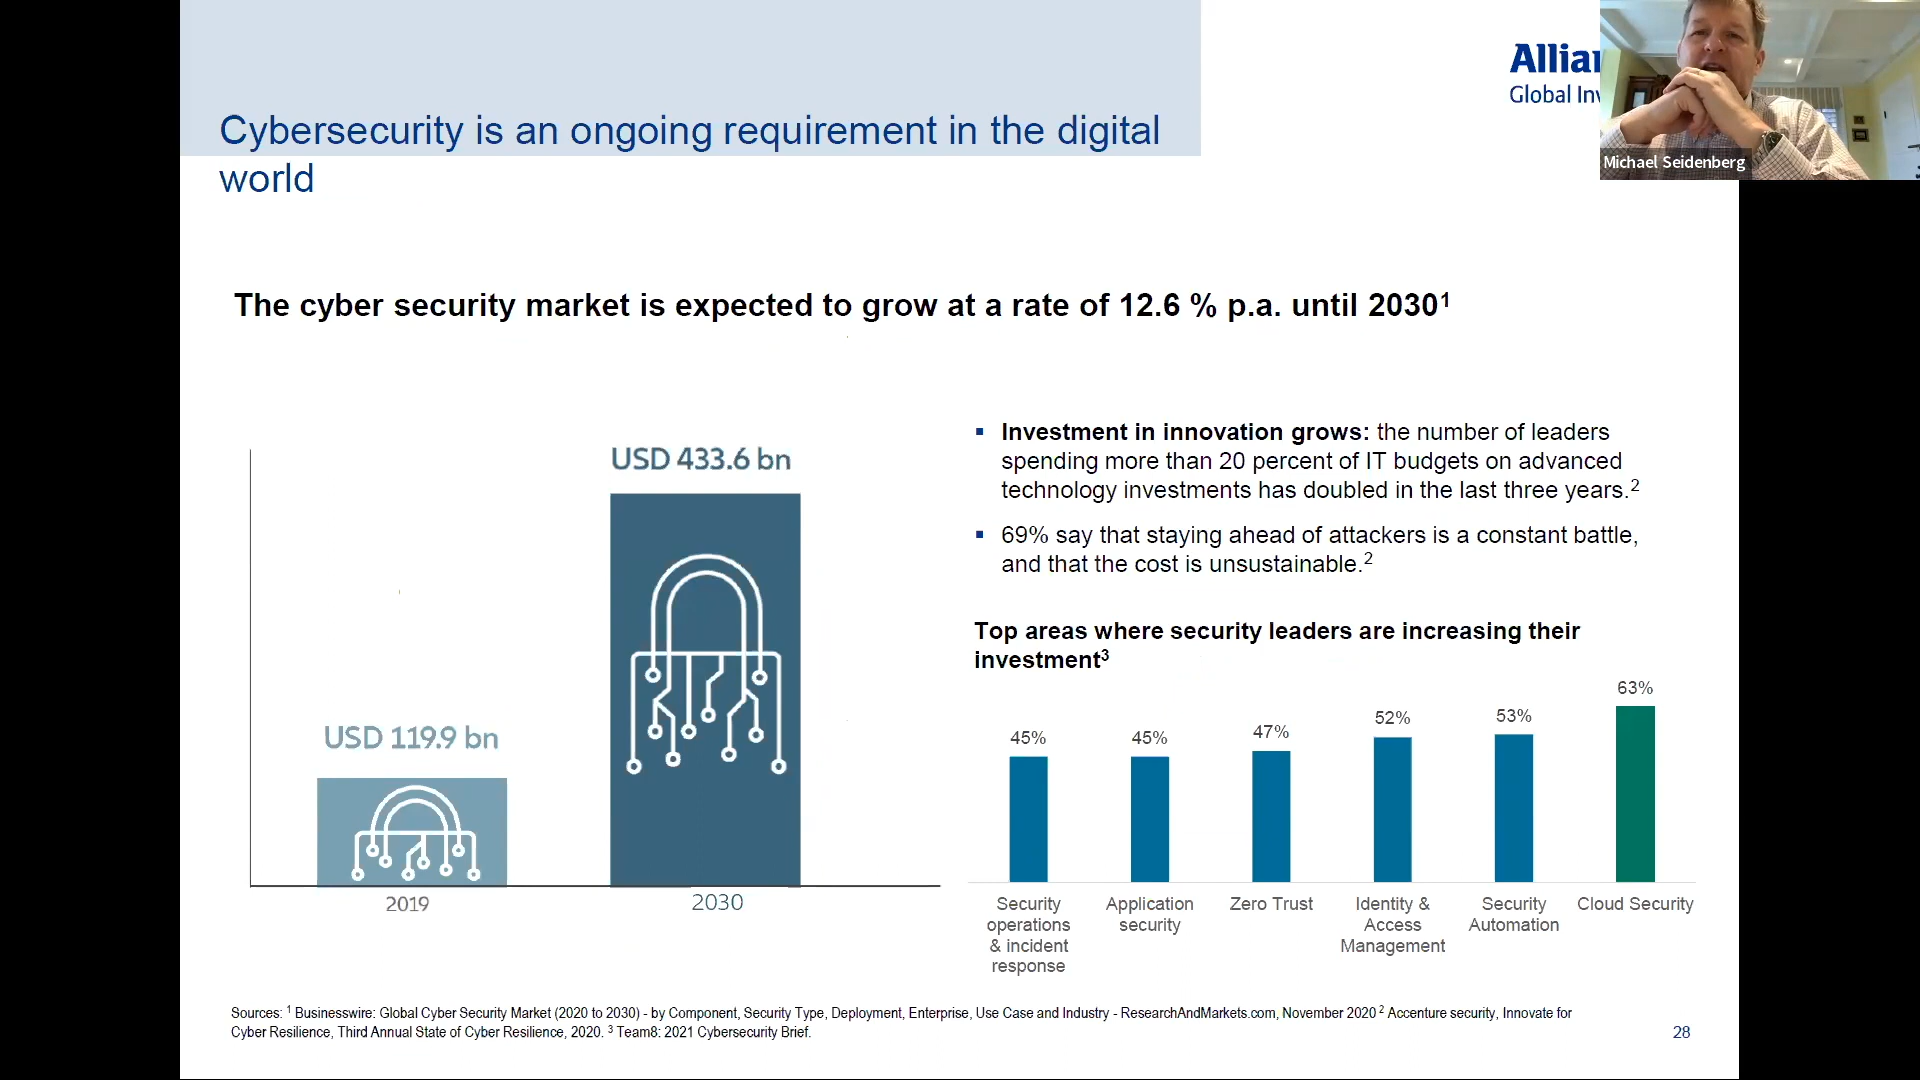 Allia
Global Inv
Michael Seidenberg
Cybersecurity is an ongoing requirement in the digital
world
The cyber security market is expected to grow at a rate of 12.6 % p.a. until 2030¹
USD 433.6 bn
USD 119.9 bn
2019
2030
▪ Investment in innovation grows: the number of leaders
spending more than 20 percent of IT budgets on advanced
technology investments has doubled in the last three years.²
▪ 69% say that staying ahead of attackers is a constant battle,
and that the cost is unsustainable.²
Top areas where security leaders are increasing their
investment³
45%
45%
47%
52%
53%
63%
Security
operations
& incident
response
Application
security
Zero Trust
Identity &
Access
Management
Security
Automation
Cloud Security
Sources: ¹ Businesswire: Global Cyber Security Market (2020 to 2030) - by Component, Security Type, Deployment, Enterprise, Use Case and Industry - ResearchAndMarkets.com, November 2020 ² Accenture security, Innovate for
Cyber Resilience, Third Annual State of Cyber Resilience, 2020. ³ Team8: 2021 Cybersecurity Brief.
28